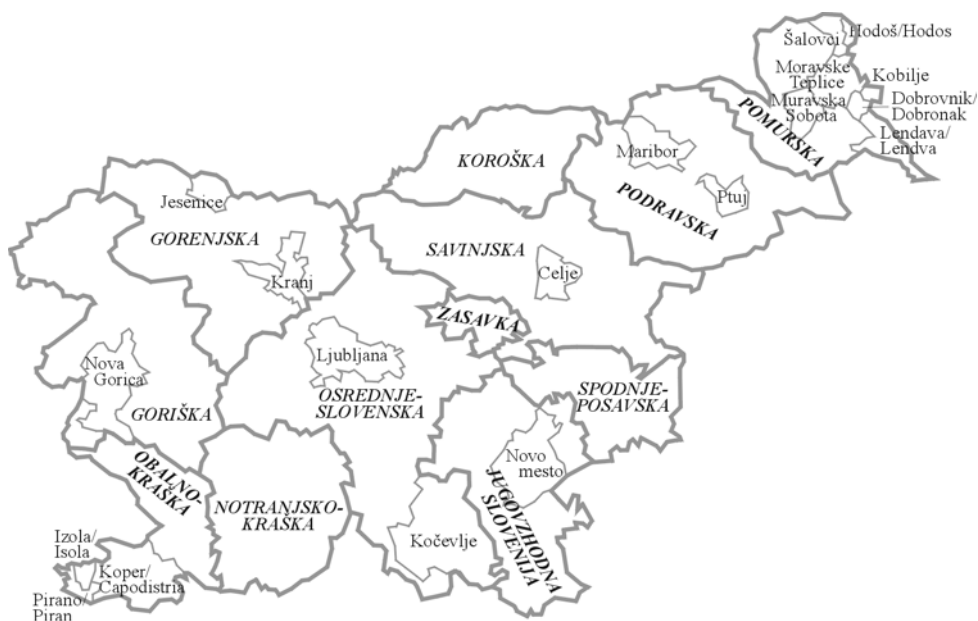 Šalovci
Hodoš/Hodos
Moravske
Teplice
Kobilje
Muravska/
Sobota
Dobrovnik/
Dobronak
Lendava/
Lendva
POMURSKA
KOROŠKA
Maribor
Ptuj
PODRAVSKA
Jesenice
GORENJSKA
Kranj
SAVINJSKA
Celje
ZASAVKA
Ljubljana
OSREDNJE-
SLOVENSKA
Nova
Gorica
GORIŠKA
SPODNJE-
POSAVSKA
Novo
mesto
JUGOVZHODNA
SLOVENIJA
OBALNO-
KRAŠKA
NOTRANJSKO-
KRAŠKA
Kočevlje
Izola/
Isola
Koper/
Capodistria
Pirano/
Piran